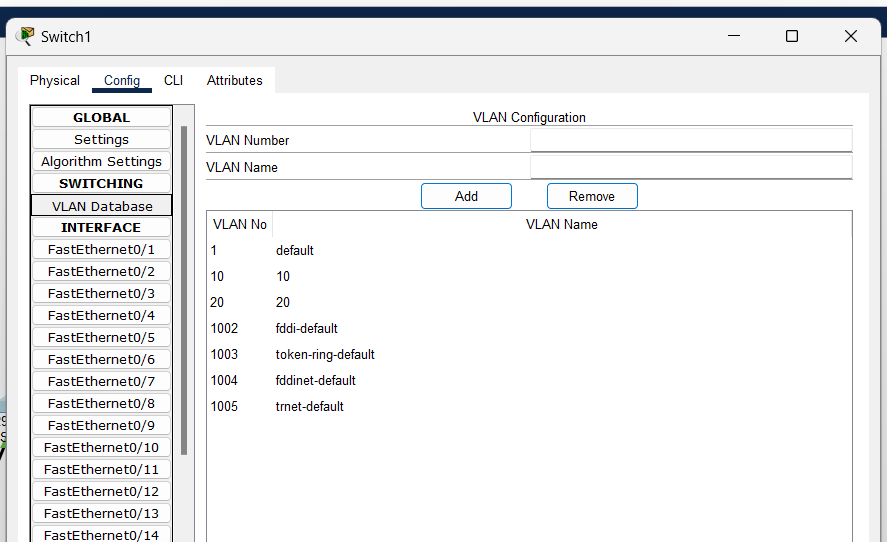 Switch1
Physical Config CLI Attributes
GLOBAL
Settings
Algorithm Settings
SWITCHING
VLAN Database
INTERFACE
FastEthernet0/1
FastEthernet0/2
FastEthernet0/3
FastEthernet0/4
FastEthernet0/5
FastEthernet0/6
FastEthernet0/7
FastEthernet0/8
FastEthernet0/9
FastEthernet0/10
FastEthernet0/11
FastEthernet0/12
FastEthernet0/13
FastEthernet0/14
VLAN Configuration
VLAN Number
VLAN Name
Add Remove
VLAN No VLAN Name
1 default
10 10
20 20
1002 fddi-default
1003 token-ring-default
1004 fddinet-default
1005 trnet-default